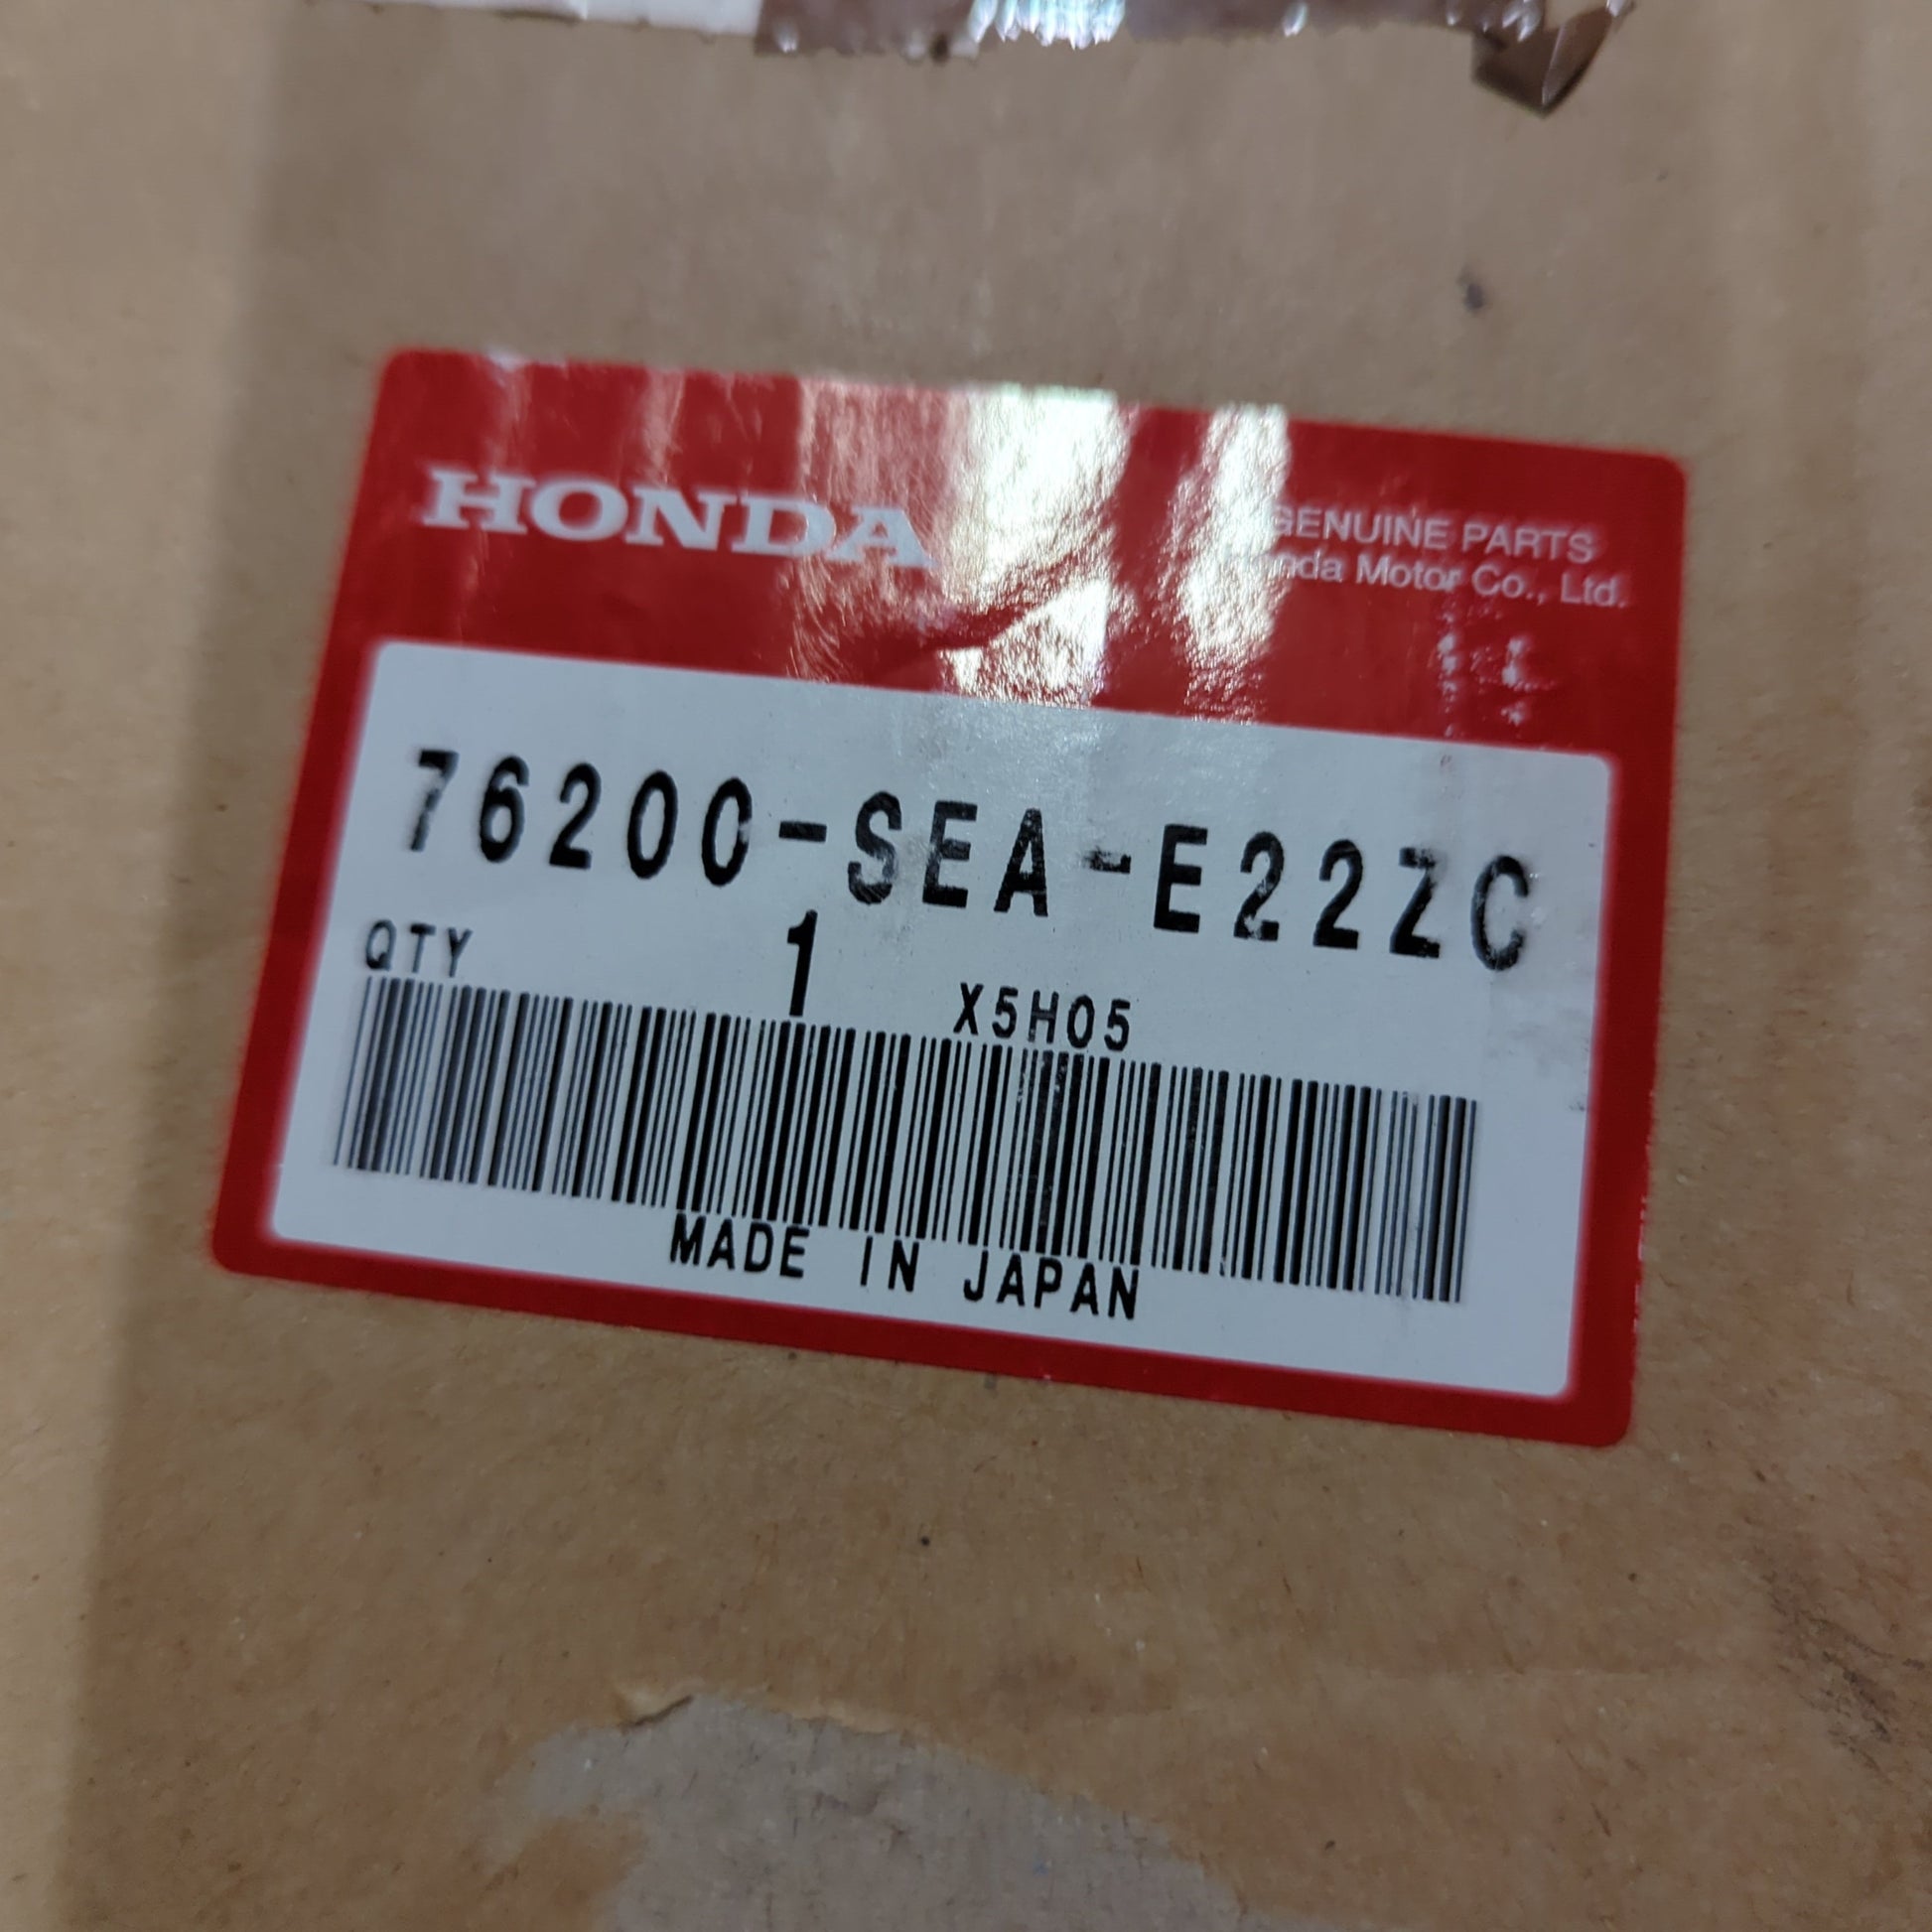 HONDA
GENUINE PARTS
Honda Motor Co., Ltd.
76200-SEA-E22ZC
QTY 1 X5H05
MADE IN JAPAN